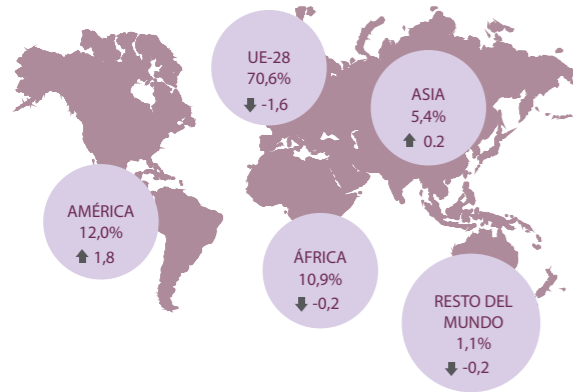 UE-28
70,6%
-1,6
ASIA
5,4%
0.2
AMÉRICA
12,0%
1,8
ÁFRICA
10,9%
-0,2
RESTO DEL
MUNDO
1,1%
-0,2